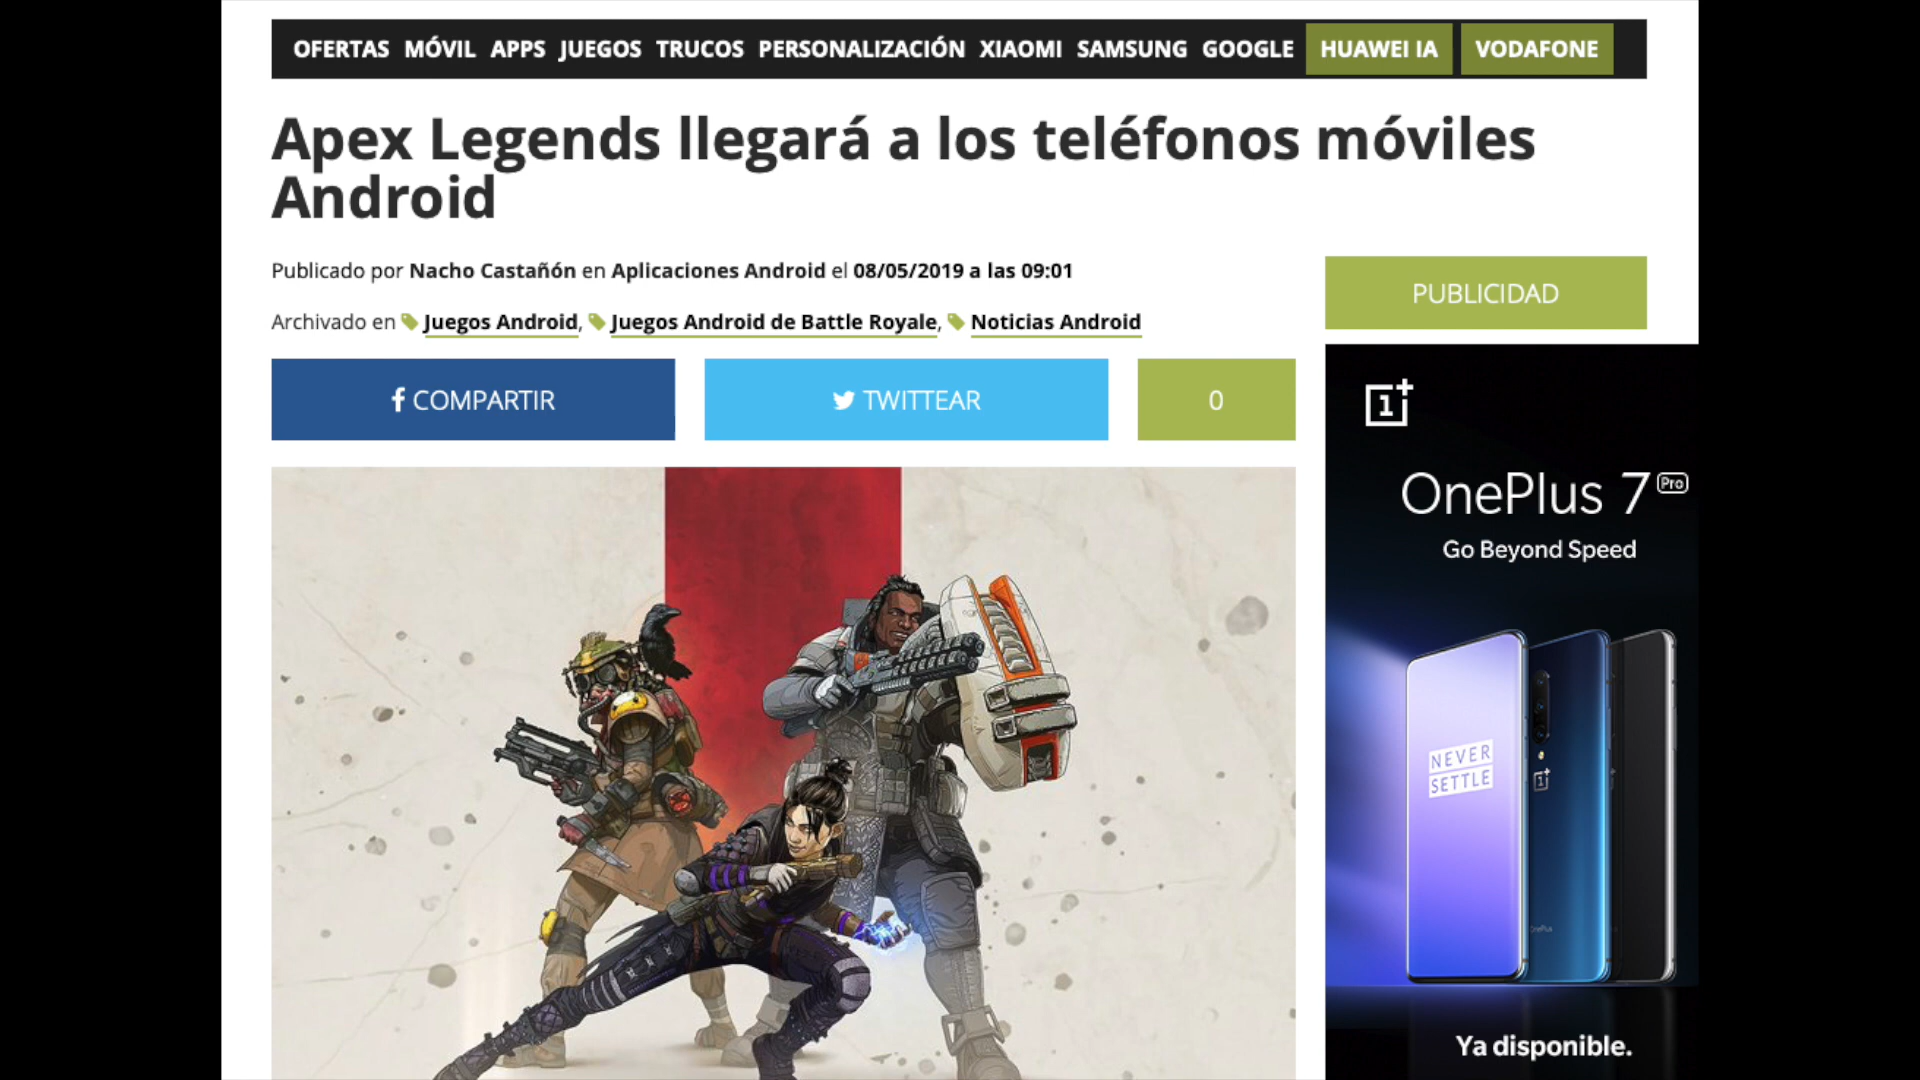 OFERTAS MÓVIL APPS JUEGOS TRUCOS PERSONALIZACIÓN XIAOMI SAMSUNG GOOGLE HUAWEI IA VODAFONE
Apex Legends llegará a los teléfonos móviles
Android
Publicado por Nacho Castañón en Aplicaciones Android el 08/05/2019 a las 09:01
Archivado en Juegos Android, Juegos Android de Battle Royale, Noticias Android
COMPARTIR
TWITTEAR
0
PUBLICIDAD
1+
OnePlus 7 Pro
Go Beyond Speed
NEVER
SETTLE
OnePlus
Ya disponible.